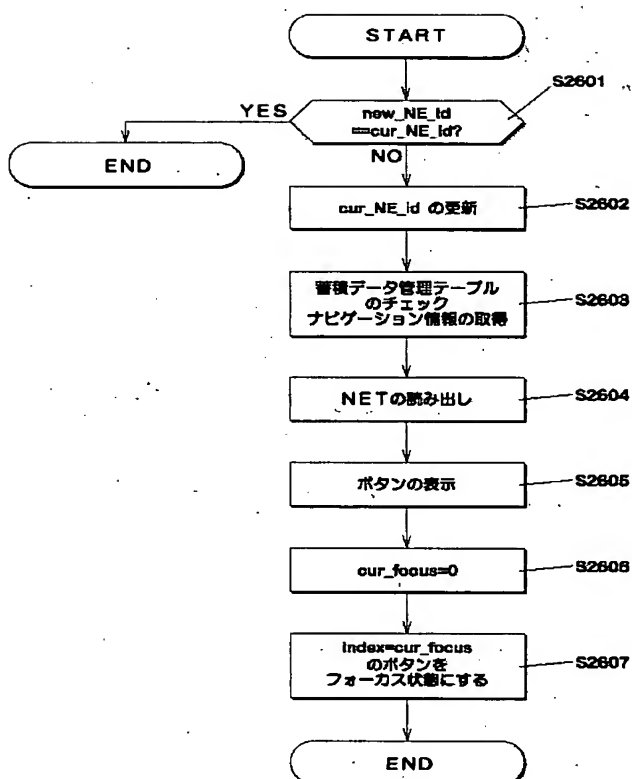 START
S2601
YES
new_NE_id
==cur_NE_id?
END
NO
cur_NE_id の更新
S2602
蓄積データ管理テーブル
のチェック
ナビゲーション情報の取得
S2603
NETの読み出し
S2604
ボタンの表示
S2605
cur_focus=0
S2606
index=cur_focus
のボタンを
フォーカス状態にする
S2607
END